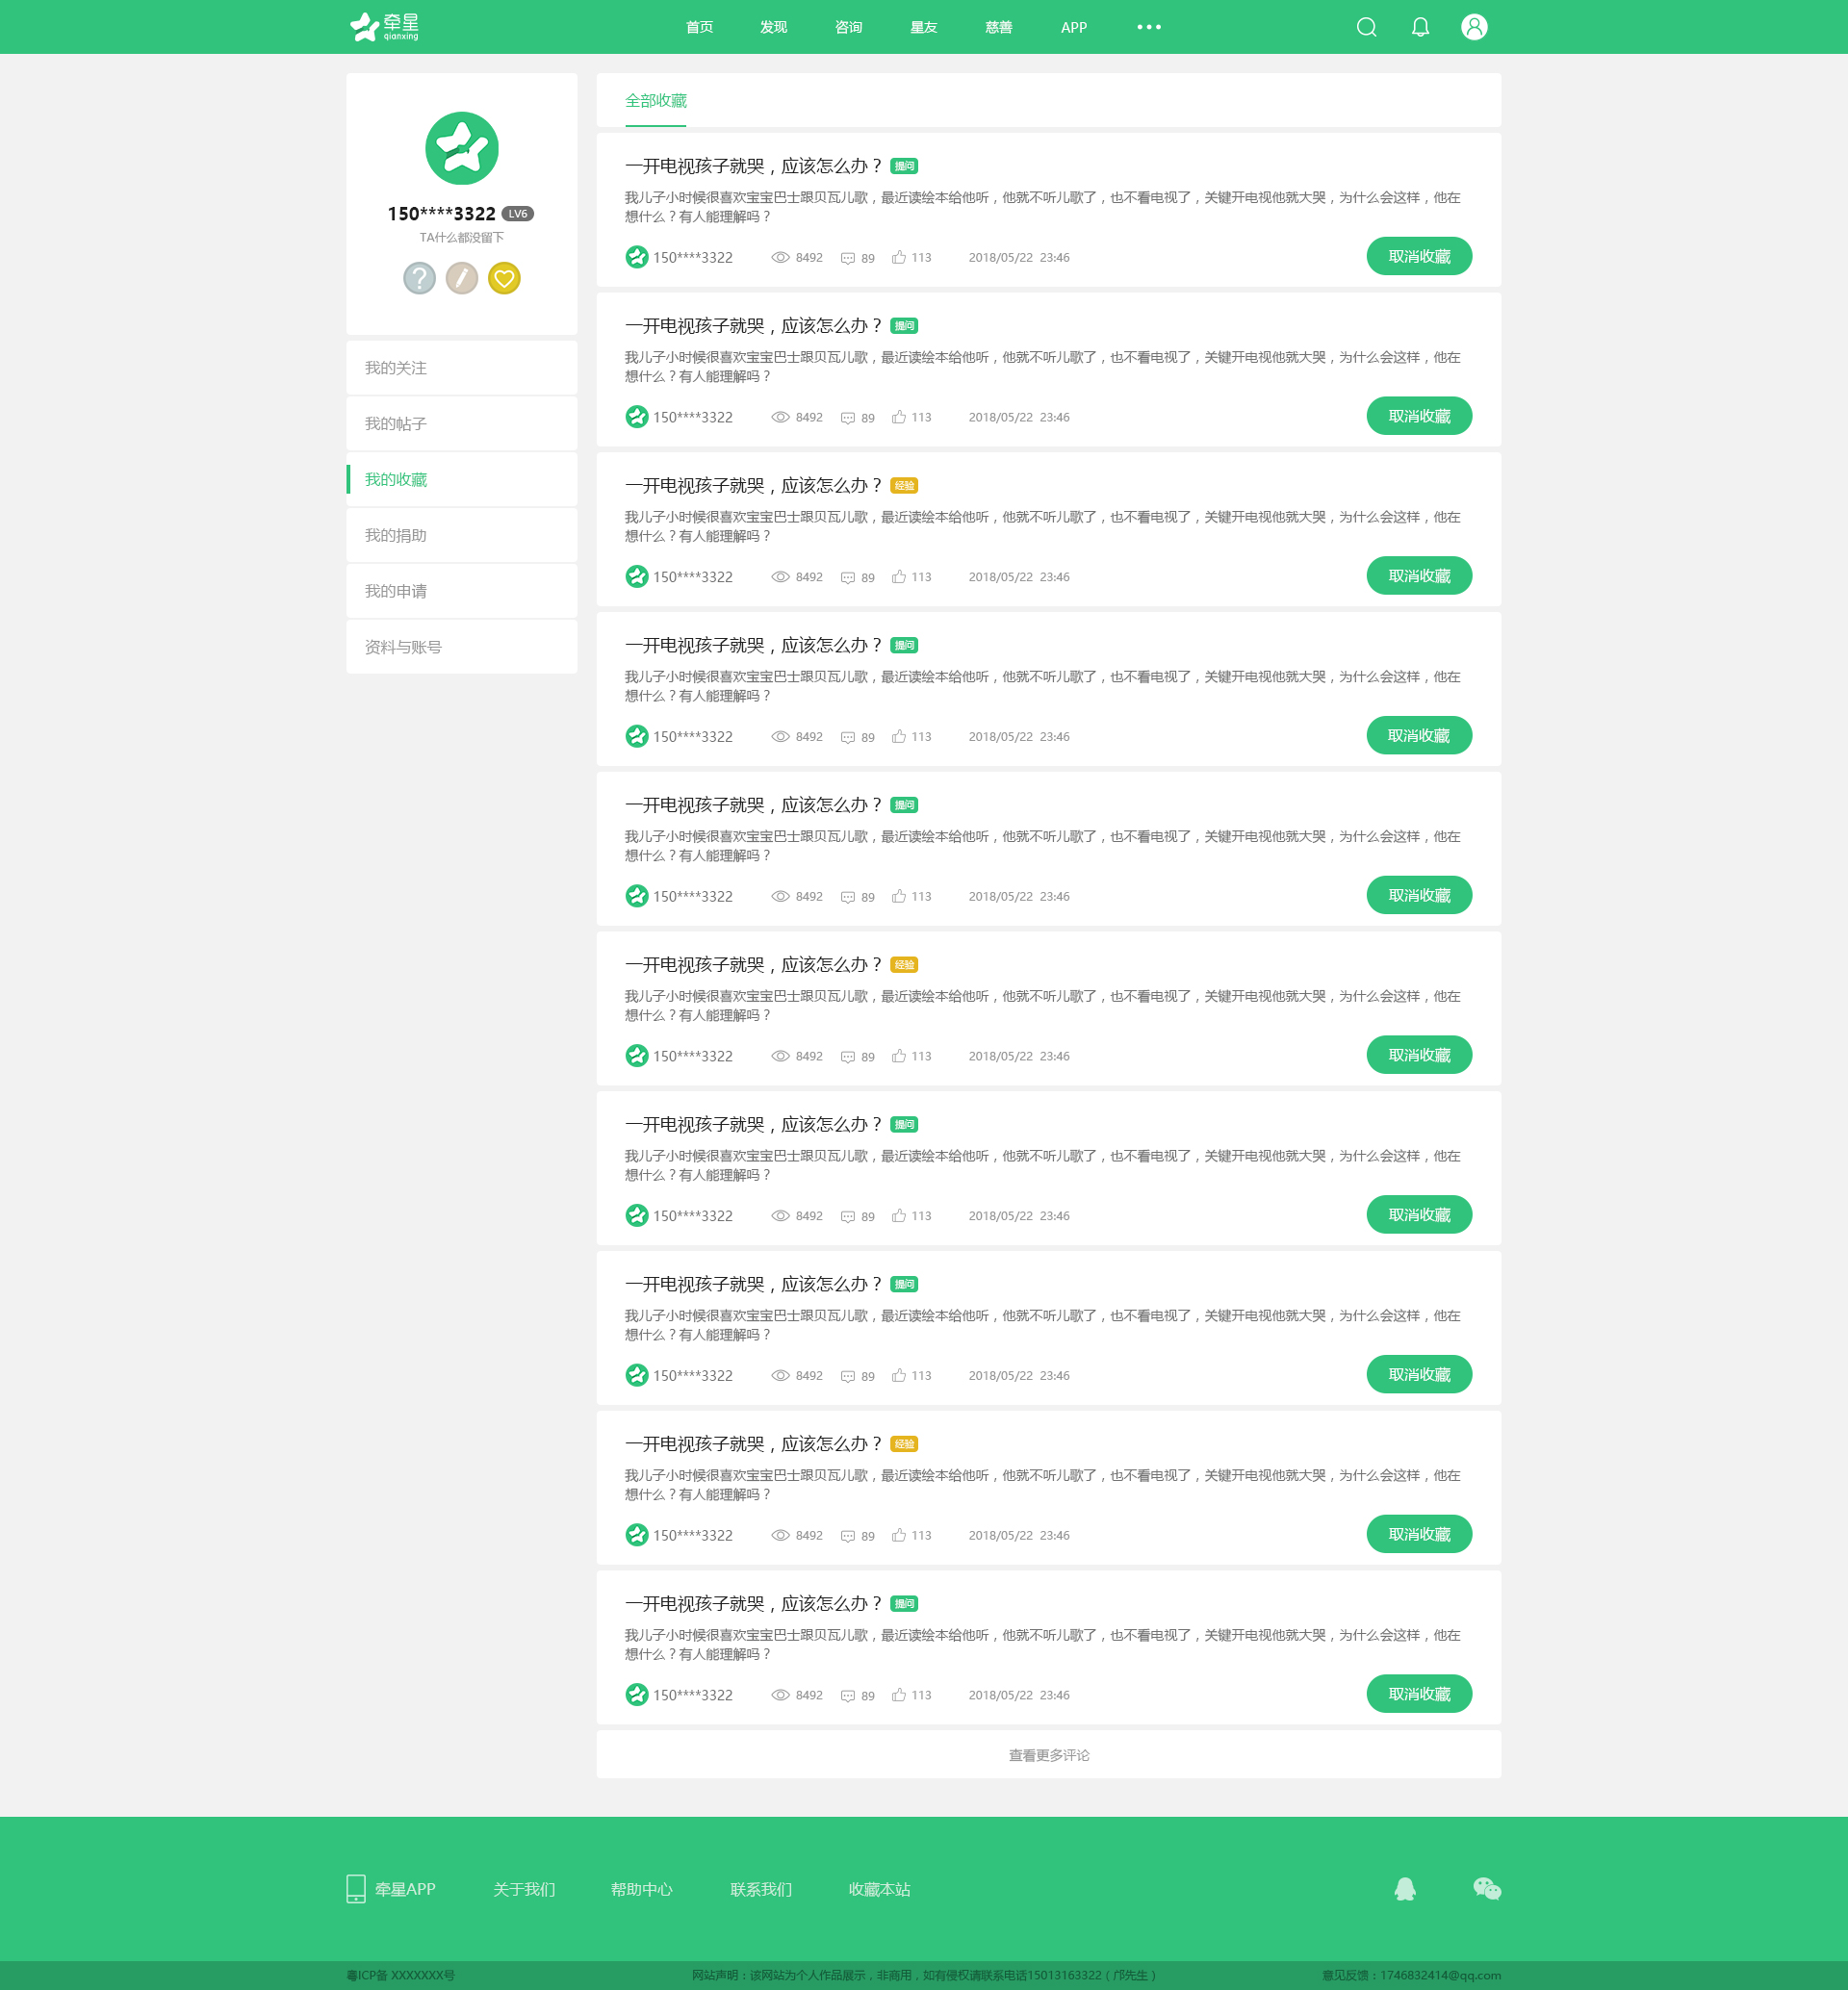 牵星
qianxing
首页 发现 咨询 星友 慈善 APP
150****3322 LV6
TA什么都没留下
我的关注
我的帖子
我的收藏
我的捐助
我的申请
资料与账号
全部收藏
一开电视孩子就哭，应该怎么办？ 提问
我儿子小时候很喜欢宝宝巴士跟贝瓦儿歌，最近读绘本给他听，他就不听儿歌了，也不看电视了，关键开电视他就大哭，为什么会这样，他在
想什么？有人能理解吗？
150****3322 8492 89 113 2018/05/22 23:46 取消收藏
一开电视孩子就哭，应该怎么办？ 提问
我儿子小时候很喜欢宝宝巴士跟贝瓦儿歌，最近读绘本给他听，他就不听儿歌了，也不看电视了，关键开电视他就大哭，为什么会这样，他在
想什么？有人能理解吗？
150****3322 8492 89 113 2018/05/22 23:46 取消收藏
一开电视孩子就哭，应该怎么办？ 经验
我儿子小时候很喜欢宝宝巴士跟贝瓦儿歌，最近读绘本给他听，他就不听儿歌了，也不看电视了，关键开电视他就大哭，为什么会这样，他在
想什么？有人能理解吗？
150****3322 8492 89 113 2018/05/22 23:46 取消收藏
一开电视孩子就哭，应该怎么办？ 提问
我儿子小时候很喜欢宝宝巴士跟贝瓦儿歌，最近读绘本给他听，他就不听儿歌了，也不看电视了，关键开电视他就大哭，为什么会这样，他在
想什么？有人能理解吗？
150****3322 8492 89 113 2018/05/22 23:46 取消收藏
一开电视孩子就哭，应该怎么办？ 提问
我儿子小时候很喜欢宝宝巴士跟贝瓦儿歌，最近读绘本给他听，他就不听儿歌了，也不看电视了，关键开电视他就大哭，为什么会这样，他在
想什么？有人能理解吗？
150****3322 8492 89 113 2018/05/22 23:46 取消收藏
一开电视孩子就哭，应该怎么办？ 经验
我儿子小时候很喜欢宝宝巴士跟贝瓦儿歌，最近读绘本给他听，他就不听儿歌了，也不看电视了，关键开电视他就大哭，为什么会这样，他在
想什么？有人能理解吗？
150****3322 8492 89 113 2018/05/22 23:46 取消收藏
一开电视孩子就哭，应该怎么办？ 提问
我儿子小时候很喜欢宝宝巴士跟贝瓦儿歌，最近读绘本给他听，他就不听儿歌了，也不看电视了，关键开电视他就大哭，为什么会这样，他在
想什么？有人能理解吗？
150****3322 8492 89 113 2018/05/22 23:46 取消收藏
一开电视孩子就哭，应该怎么办？ 提问
我儿子小时候很喜欢宝宝巴士跟贝瓦儿歌，最近读绘本给他听，他就不听儿歌了，也不看电视了，关键开电视他就大哭，为什么会这样，他在
想什么？有人能理解吗？
150****3322 8492 89 113 2018/05/22 23:46 取消收藏
一开电视孩子就哭，应该怎么办？ 经验
我儿子小时候很喜欢宝宝巴士跟贝瓦儿歌，最近读绘本给他听，他就不听儿歌了，也不看电视了，关键开电视他就大哭，为什么会这样，他在
想什么？有人能理解吗？
150****3322 8492 89 113 2018/05/22 23:46 取消收藏
一开电视孩子就哭，应该怎么办？ 提问
我儿子小时候很喜欢宝宝巴士跟贝瓦儿歌，最近读绘本给他听，他就不听儿歌了，也不看电视了，关键开电视他就大哭，为什么会这样，他在
想什么？有人能理解吗？
150****3322 8492 89 113 2018/05/22 23:46 取消收藏
查看更多评论
牵星APP 关于我们 帮助中心 联系我们 收藏本站
粤ICP备 XXXXXXX号 网站声明：该网站为个人作品展示，非商用，如有侵权请联系电话15013163322（邝先生） 意见反馈：1746832414@qq.com